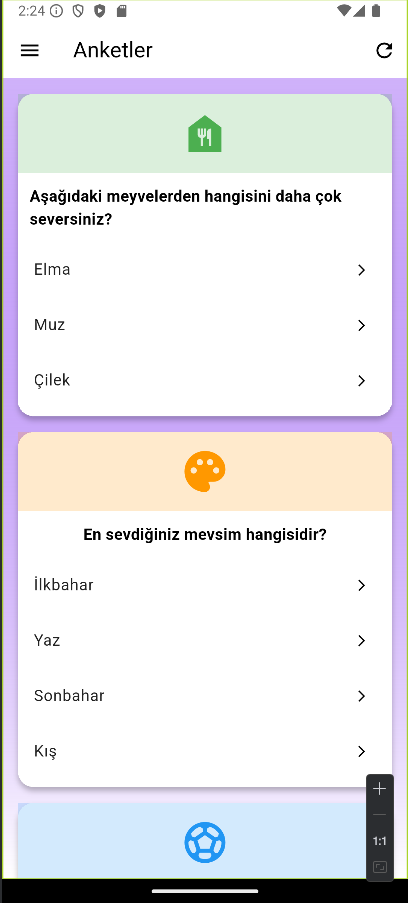 2:24
Anketler
Aşağıdaki meyvelerden hangisini daha çok
seversiniz?
Elma
Muz
Çilek
En sevdiğiniz mevsim hangisidir?
İlkbahar
Yaz
Sonbahar
Kış
1:1